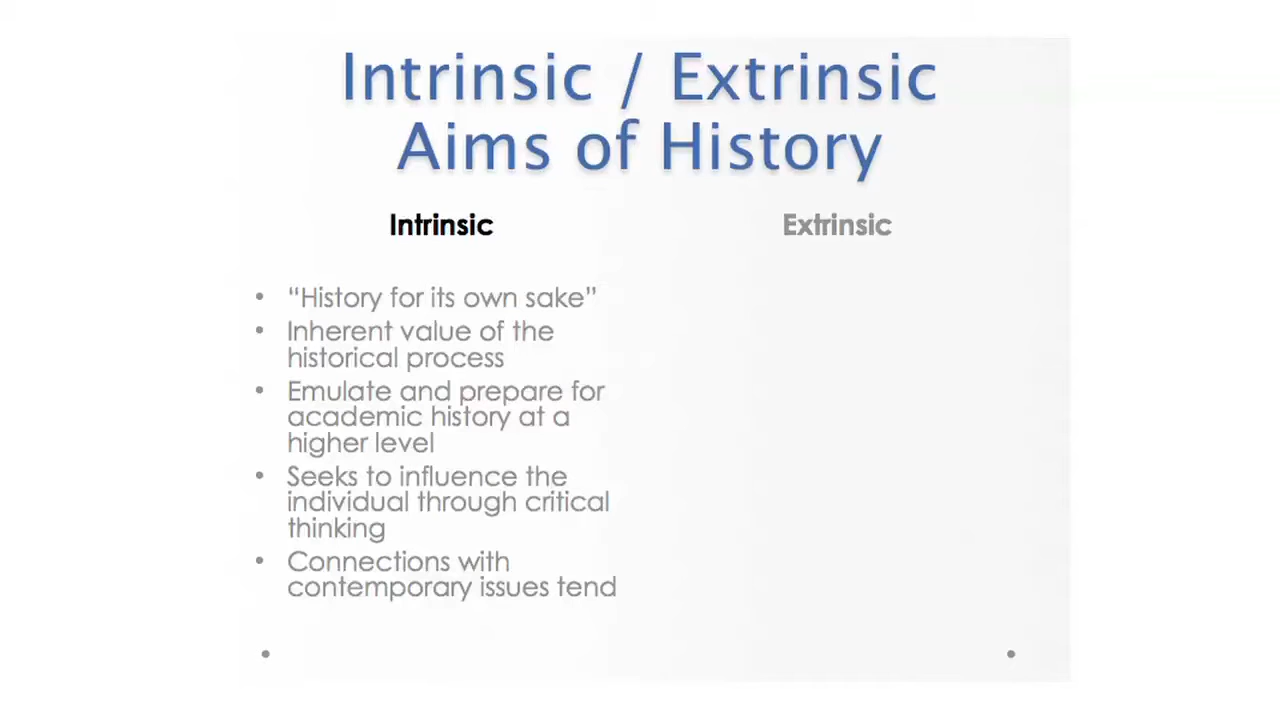 Intrinsic / Extrinsic
Aims of History
Intrinsic
Extrinsic
• “History for its own sake”
• Inherent value of the
historical process
• Emulate and prepare for
academic history at a
higher level
• Seeks to influence the
individual through critical
thinking
• Connections with
contemporary issues tend